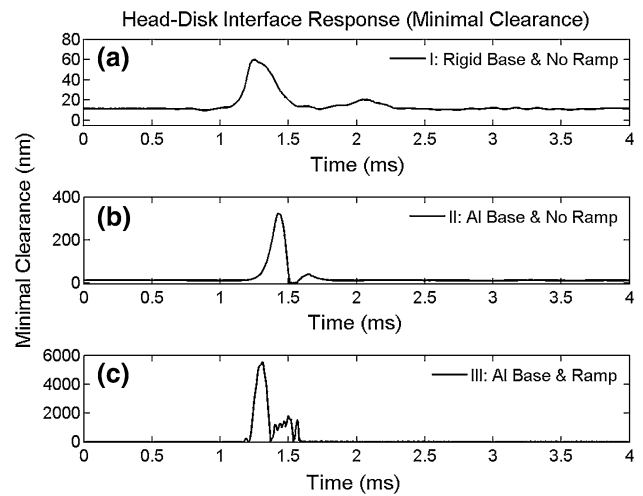 Head-Disk Interface Response (Minimal Clearance)
Minimal Clearance (nm)
(a)
I: Rigid Base & No Ramp
80
60
40
20
0
0 0.5 1 1.5 2 2.5 3 3.5 4
Time (ms)
(b)
II: Al Base & No Ramp
400
200
0
0 0.5 1 1.5 2 2.5 3 3.5 4
Time (ms)
(c)
III: Al Base & Ramp
6000
4000
2000
0
0 0.5 1 1.5 2 2.5 3 3.5 4
Time (ms)